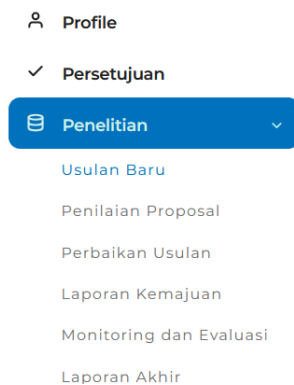 Profile
Persetujuan
Penelitian
Usulan Baru
Penilaian Proposal
Perbaikan Usulan
Laporan Kemajuan
Monitoring dan Evaluasi
Laporan Akhir